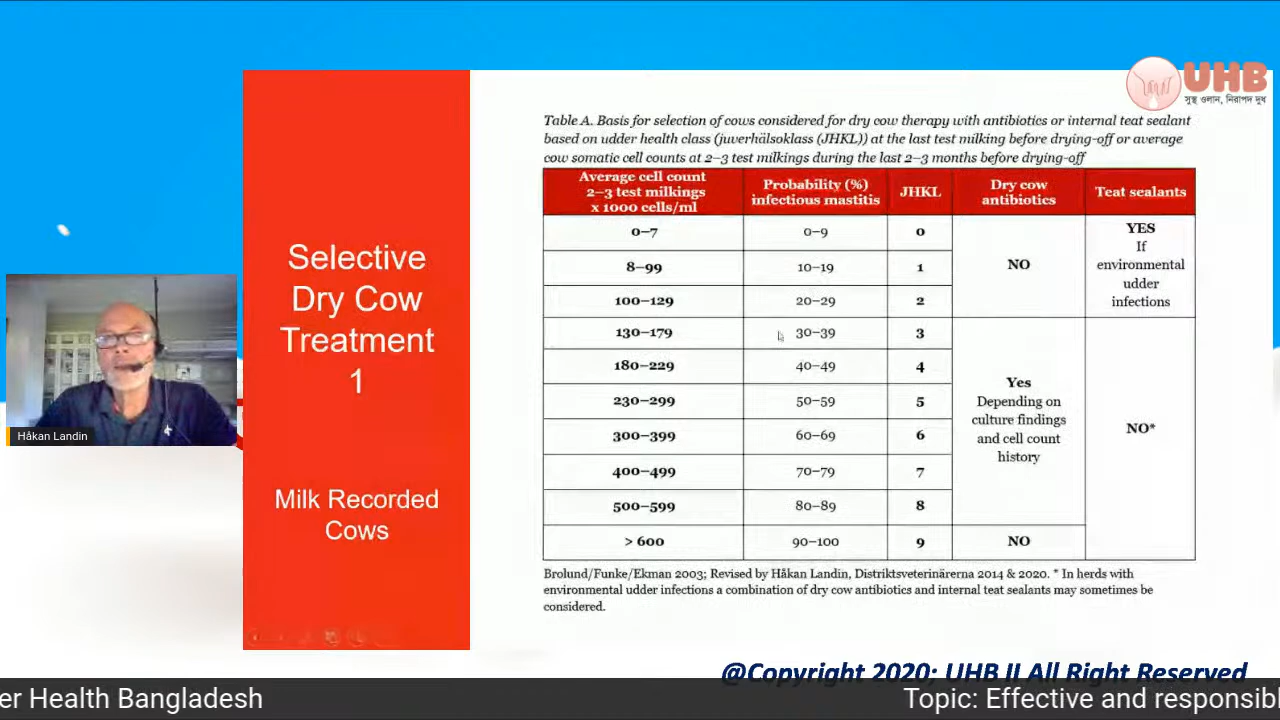 UHB
সুস্থ ওলান, নিরাপদ দুধ
Selective
Dry Cow
Treatment
1
Milk Recorded
Cows
Håkan Landin
Table A. Basis for selection of cows considered for dry cow therapy with antibiotics or internal teat sealant
based on udder health class (juverhälsoklass (JHKL)) at the last test milking before drying-off or average
cow somatic cell counts at 2–3 test milkings during the last 2–3 months before drying-off
Average cell count
2–3 test milkings
x 1000 cells/ml
Probability (%)
infectious mastitis
JHKL
Dry cow
antibiotics
Teat sealants
0–7 0–9 0
8–99 10–19 1
100–129 20–29 2
130–179 30–39 3
180–229 40–49 4
230–299 50–59 5
300–399 60–69 6
400–499 70–79 7
500–599 80–89 8
> 600 90–100 9
NO
Yes
Depending on
culture findings
and cell count
history
NO
YES
If
environmental
udder
infections
NO*
Brolund/Funke/Ekman 2003; Revised by Håkan Landin, Distriktsveterinärerna 2014 & 2020. * In herds with
environmental udder infections a combination of dry cow antibiotics and internal teat sealants may sometimes be
considered.
@Copyright 2020; UHB II All Right Reserved
er Health Bangladesh
Topic: Effective and responsibl